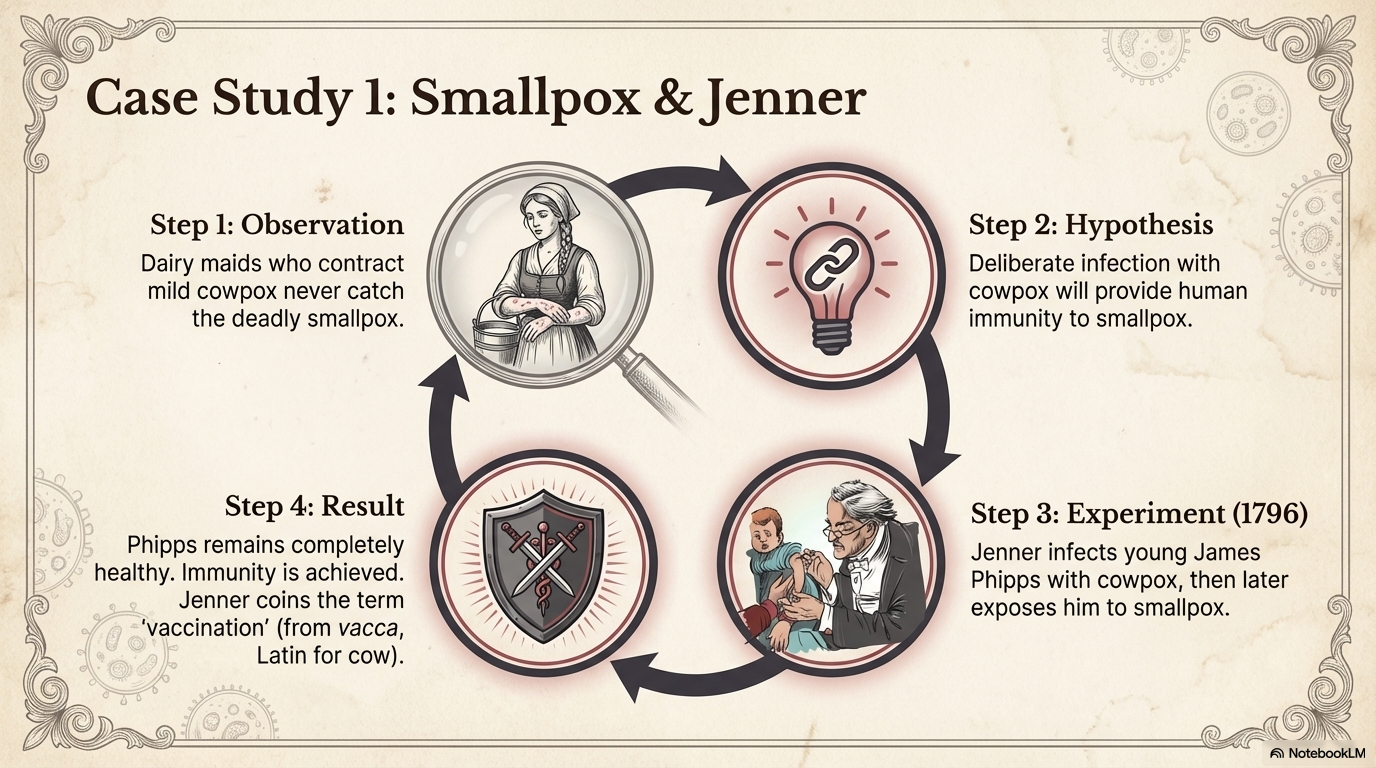 Case Study 1: Smallpox & Jenner
Step 1: Observation
Dairy maids who contract
mild cowpox never catch
the deadly smallpox.
Step 2: Hypothesis
Deliberate infection with
cowpox will provide human
immunity to smallpox.
Step 3: Experiment (1796)
Jenner infects young James
Phipps with cowpox, then later
exposes him to smallpox.
Step 4: Result
Phipps remains completely
healthy. Immunity is achieved.
Jenner coins the term
‘vaccination’ (from vacca,
Latin for cow).
NotebookLM